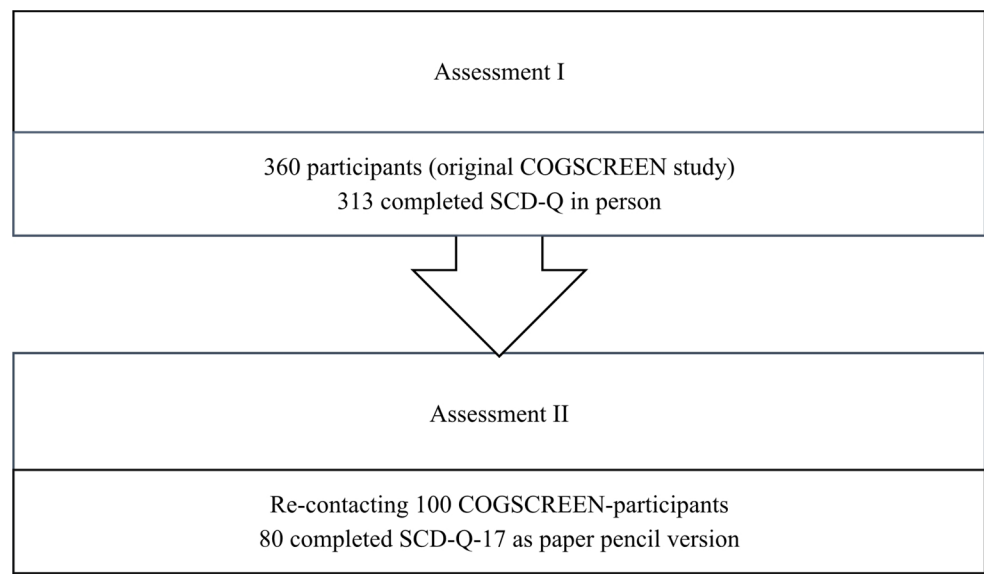 Assessment I
360 participants (original COGSCREEN study)
313 completed SCD-Q in person
Assessment II
Re-contacting 100 COGSCREEN-participants
80 completed SCD-Q-17 as paper pencil version